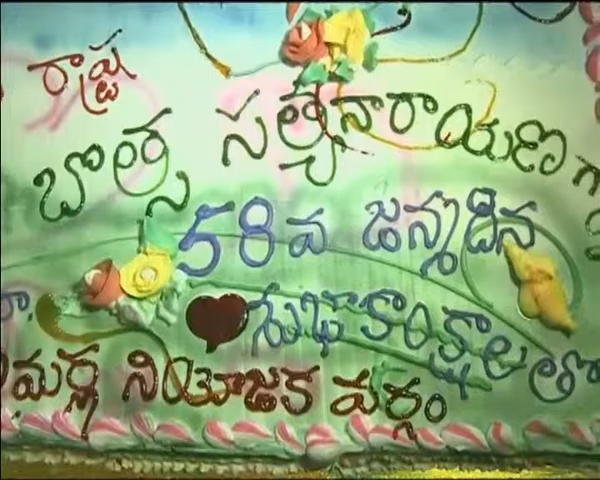 రాష్ట్ర
బొత్స సత్యనారాయణ గా
58వ జన్మదిన
శుభాకాంక్షలతో
నియోజక వర్గం